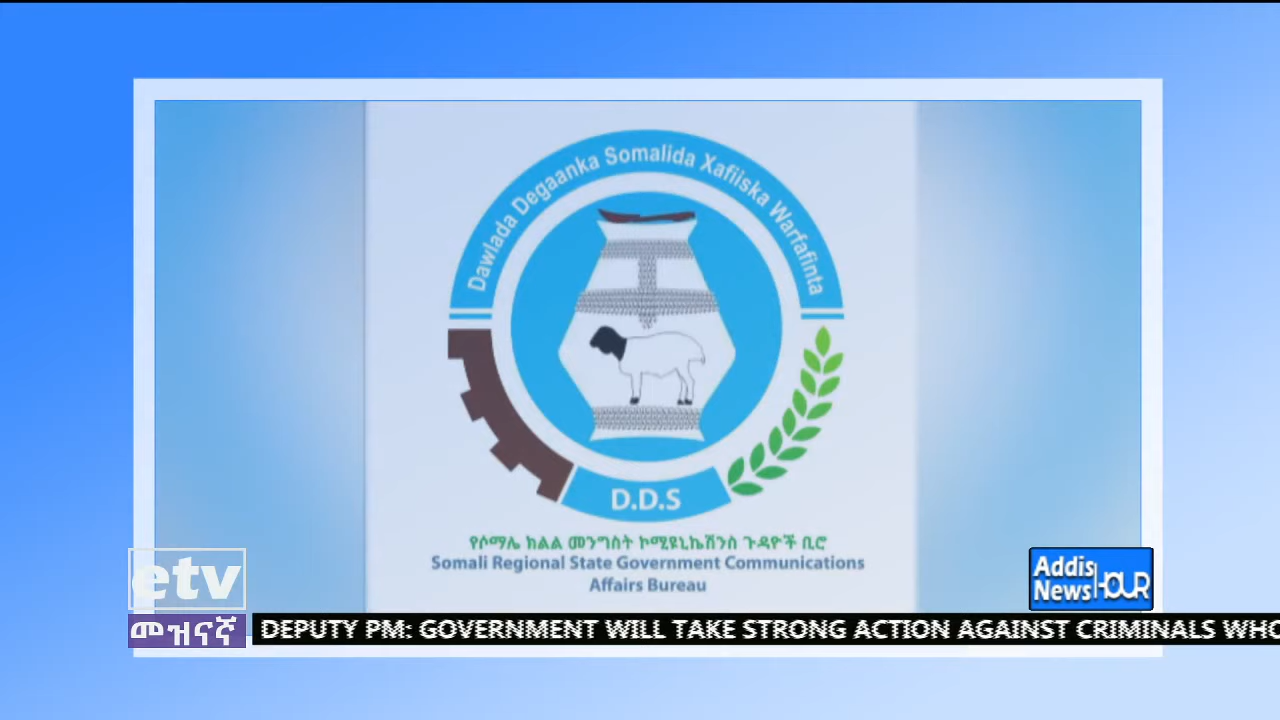 Dawlada Degaanka Somalida Xafiiska Warfafinta
D.D.S
የሶማሌ ክልል መንግስት ኮሚዩኒኬሽንስ ጉዳዮች ቢሮ
Somali Regional State Government Communications
Affairs Bureau
etv
መዝናኛ
Addis
News HOUR
DEPUTY PM: GOVERNMENT WILL TAKE STRONG ACTION AGAINST CRIMINALS WHO